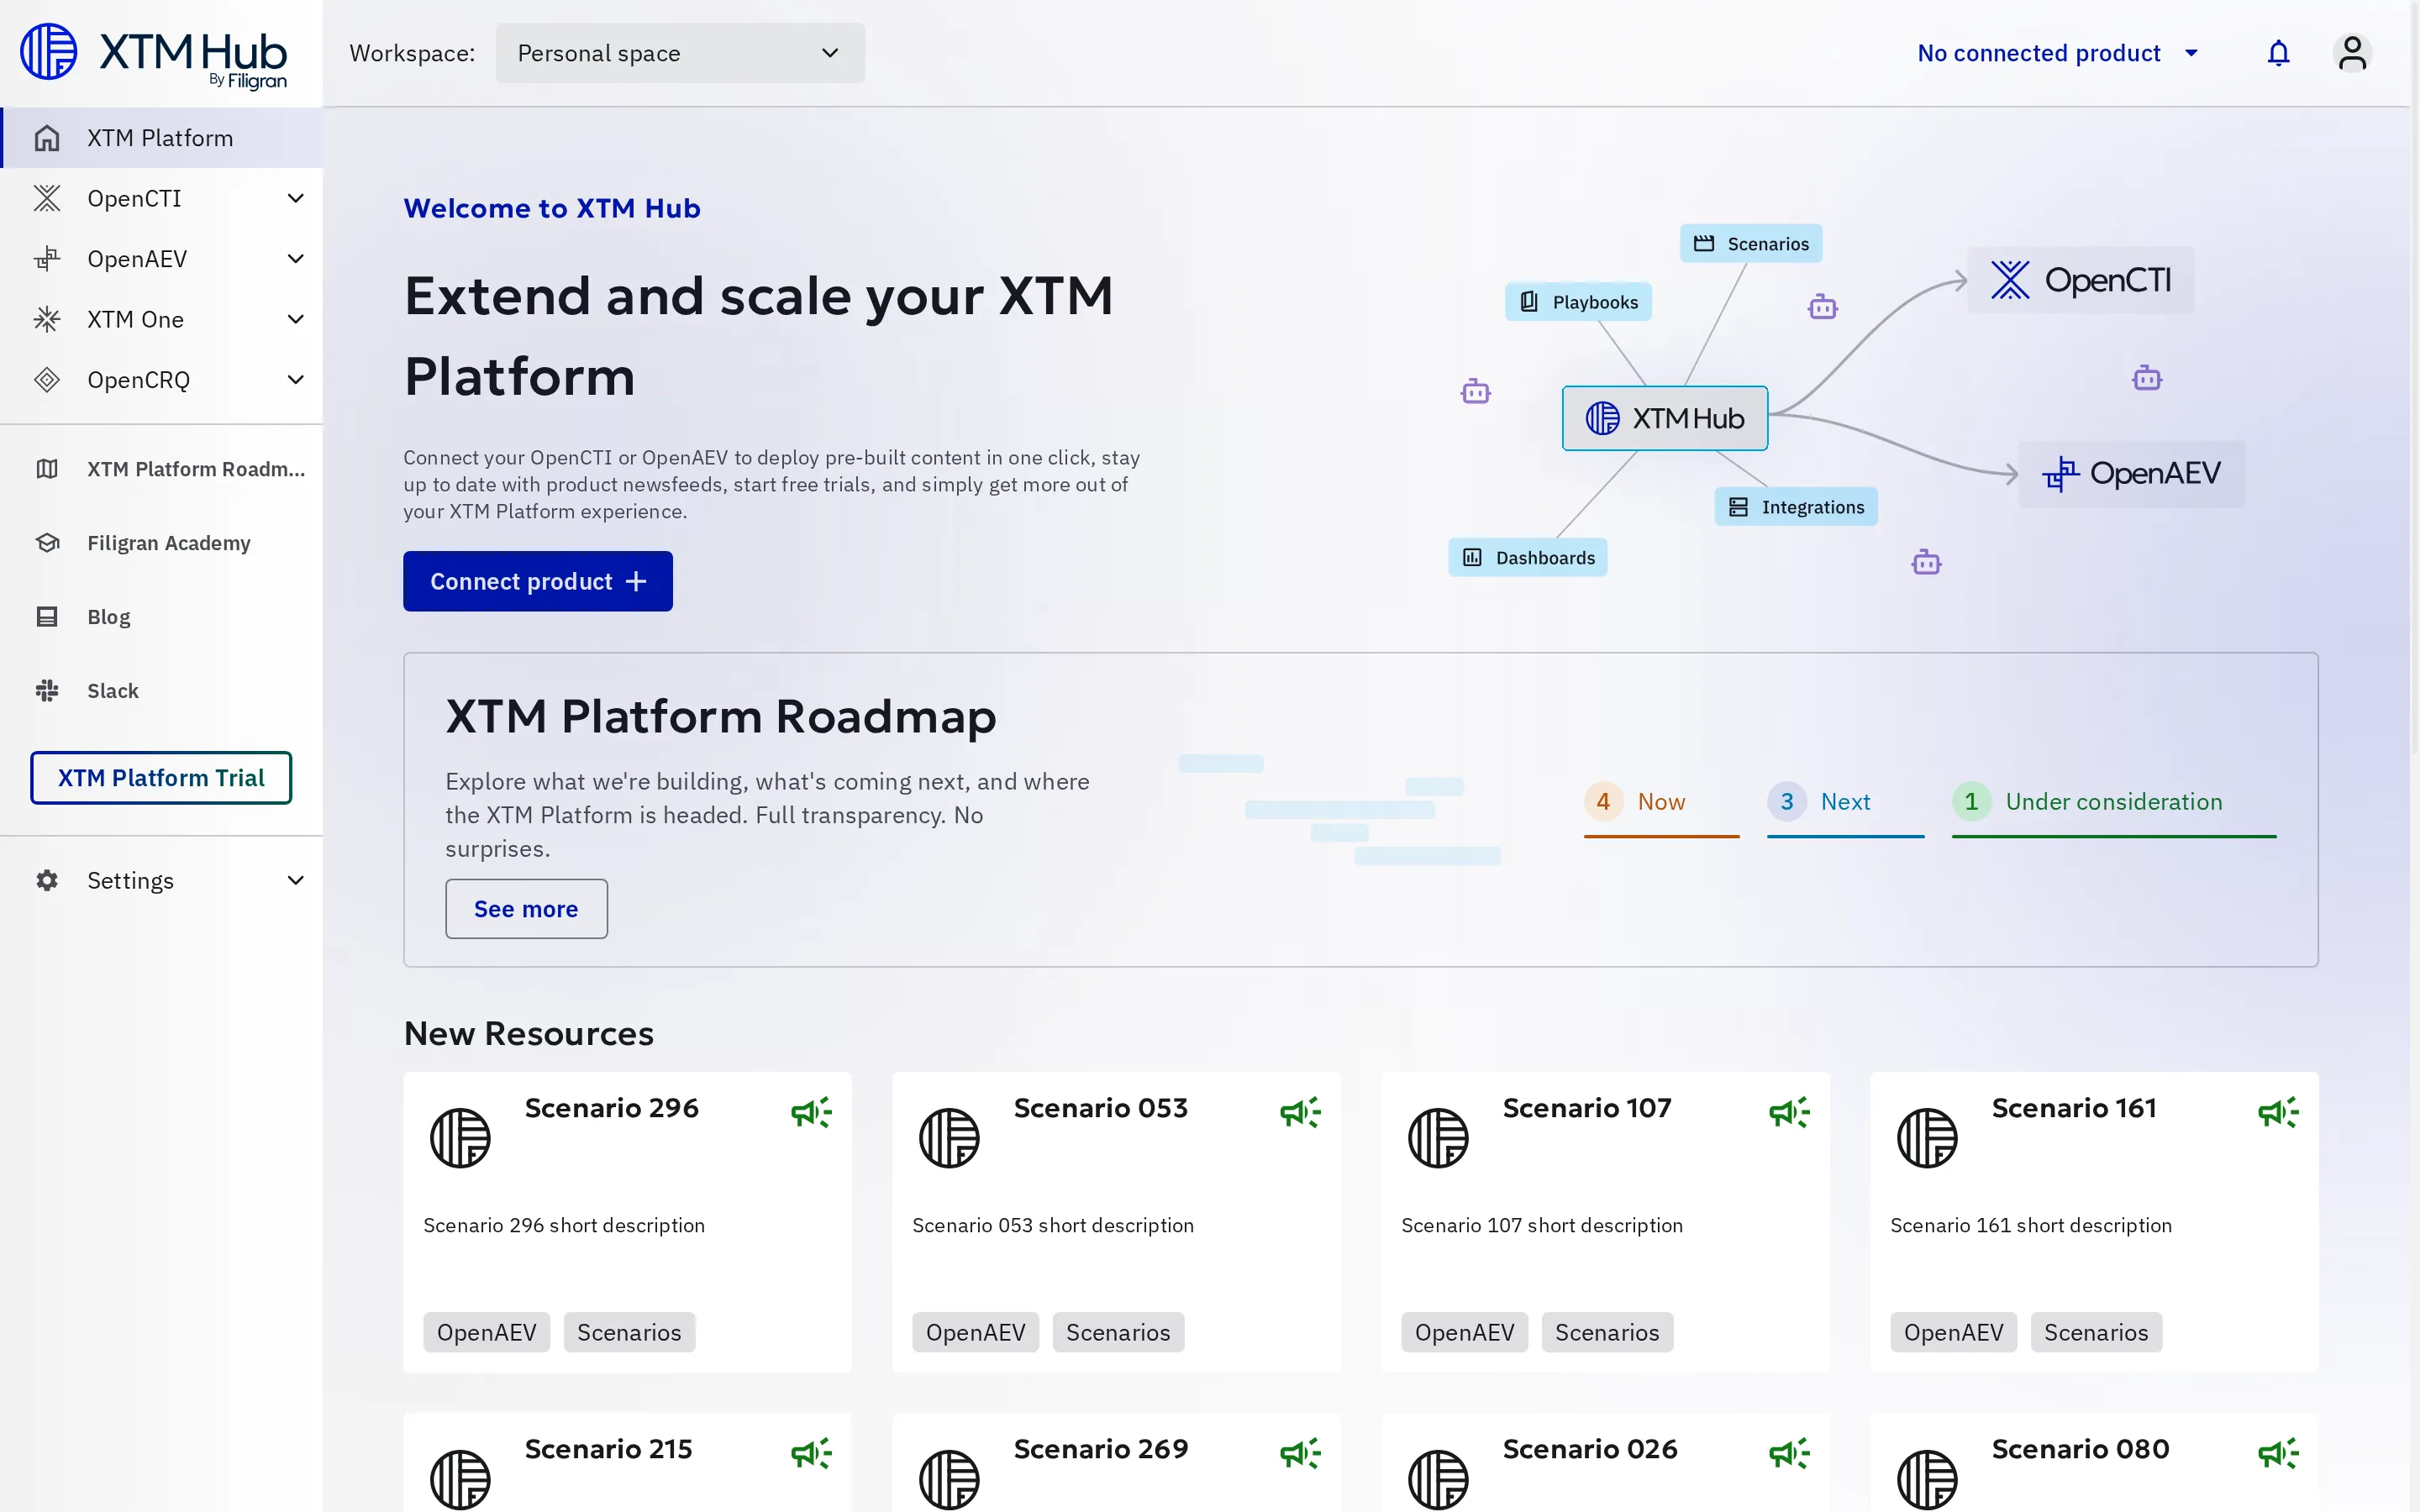 XTM Hub
By Filigran
Workspace:
Personal space
No connected product
XTM Platform
OpenCTI
OpenAEV
XTM One
OpenCRQ
XTM Platform Roadm...
Filigran Academy
Blog
Slack
XTM Platform Trial
Settings
Welcome to XTM Hub
Extend and scale your XTM
Platform
Connect your OpenCTI or OpenAEV to deploy pre-built content in one click, stay
up to date with product newsfeeds, start free trials, and simply get more out of
your XTM Platform experience.
Connect product
Scenarios
Playbooks
OpenCTI
XTM Hub
OpenAEV
Integrations
Dashboards
XTM Platform Roadmap
Explore what we're building, what's coming next, and where
the XTM Platform is headed. Full transparency. No
surprises.
See more
4 Now
3 Next
1 Under consideration
New Resources
Scenario 296
Scenario 296 short description
OpenAEV Scenarios
Scenario 053
Scenario 053 short description
OpenAEV Scenarios
Scenario 107
Scenario 107 short description
OpenAEV Scenarios
Scenario 161
Scenario 161 short description
OpenAEV Scenarios
Scenario 215
Scenario 269
Scenario 026
Scenario 080